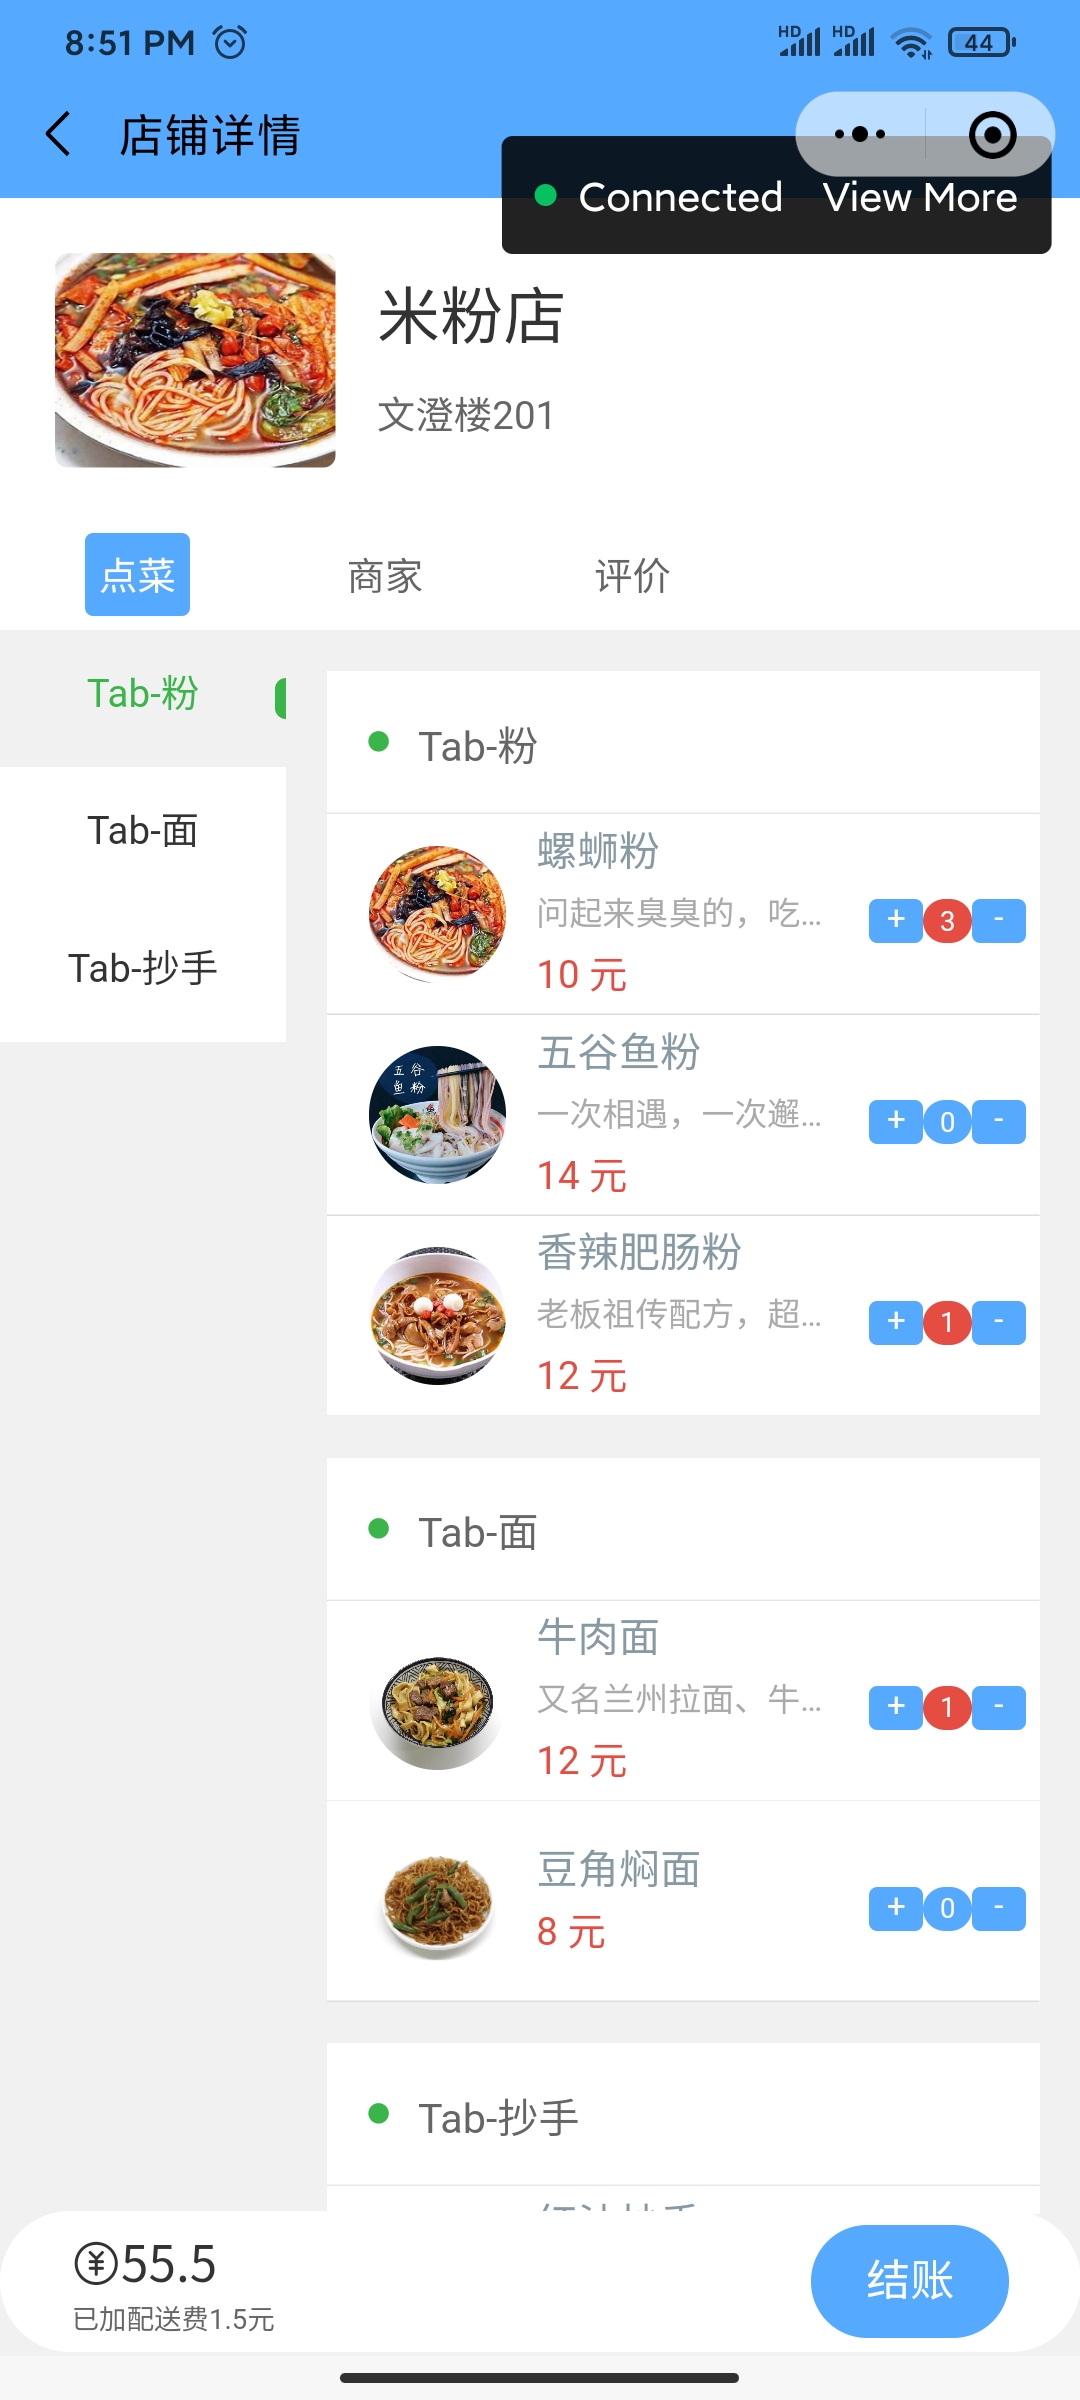 8:51 PM
HD HD 44
店铺详情
Connected View More
米粉店
文澄楼201
点菜 商家 评价
Tab-粉
Tab-面
Tab-抄手
Tab-粉
螺蛳粉
问起来臭臭的，吃...
10 元
+ 3 -
五谷鱼粉
五谷鱼粉
一次相遇，一次邂...
14 元
+ 0 -
香辣肥肠粉
老板祖传配方，超...
12 元
+ 1 -
Tab-面
牛肉面
又名兰州拉面、牛...
12 元
+ 1 -
豆角焖面
8 元
+ 0 -
Tab-抄手
¥55.5
已加配送费1.5元
结账